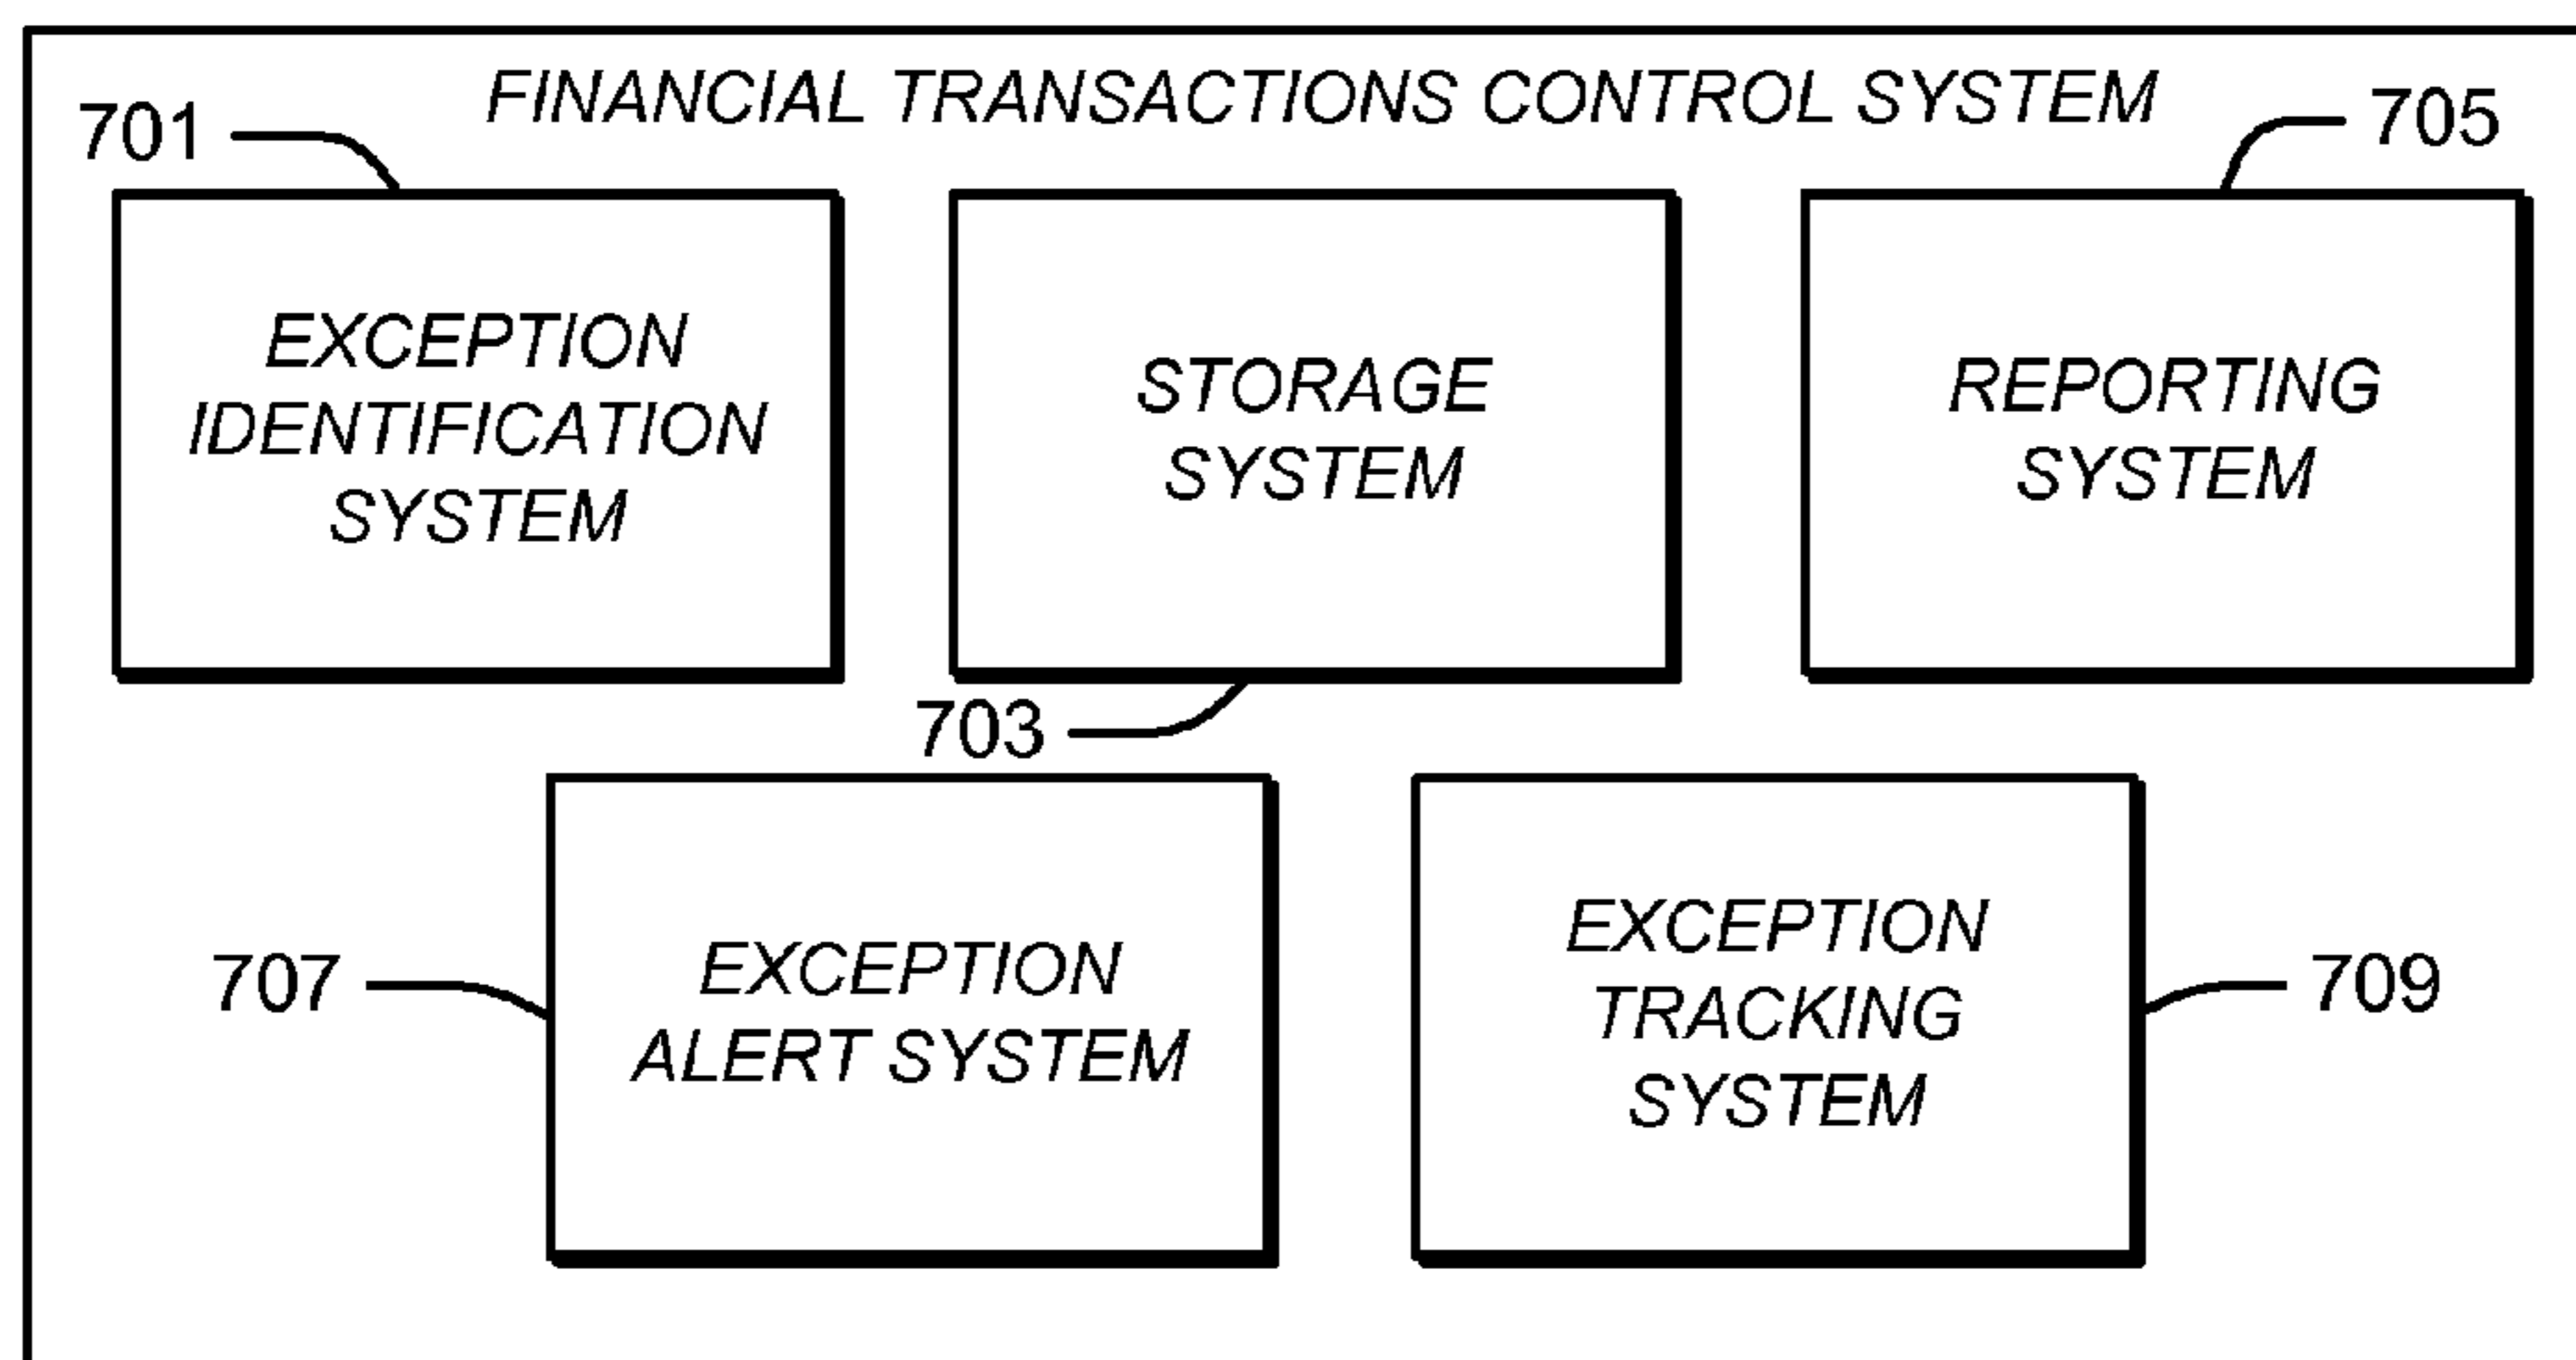 FINANCIAL TRANSACTIONS CONTROL SYSTEM
701
705
EXCEPTION
IDENTIFICATION
SYSTEM
STORAGE
SYSTEM
REPORTING
SYSTEM
703
707
EXCEPTION
ALERT SYSTEM
EXCEPTION
TRACKING
SYSTEM
709